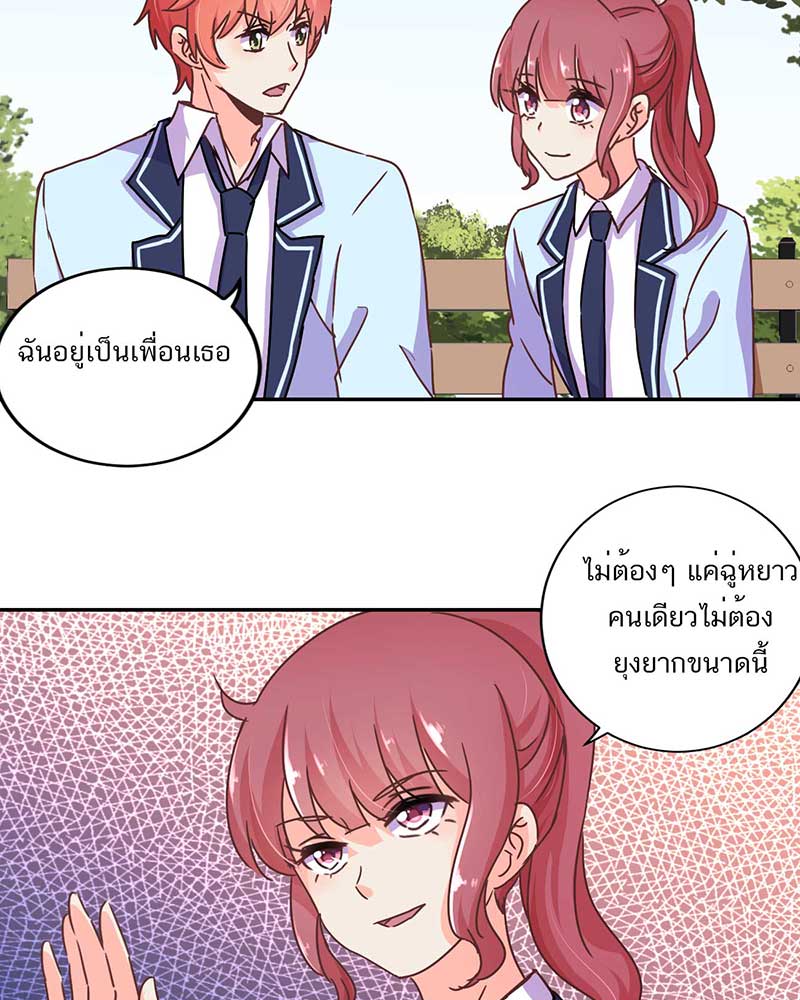 ฉันอยู่เป็นเพื่อนเธอ
ไม่ต้องๆ แค่ฉู่หยาว
คนเดียวไม่ต้อง
ยุงยากขนาดนี้